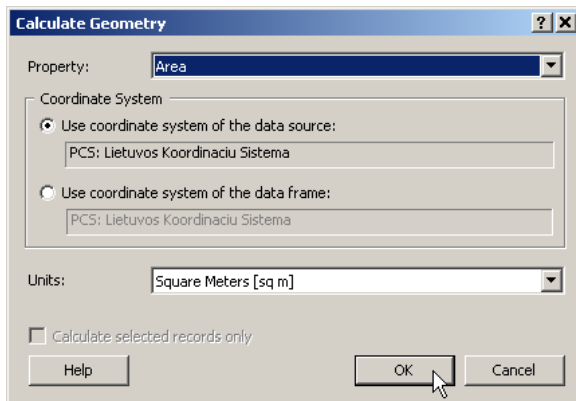 Calculate Geometry
Property: Area
Coordinate System
Use coordinate system of the data source:
PCS: Lietuvos Koordinaciu Sistema
Use coordinate system of the data frame:
PCS: Lietuvos Koordinaciu Sistema
Units: Square Meters [sq m]
Calculate selected records only
Help OK Cancel